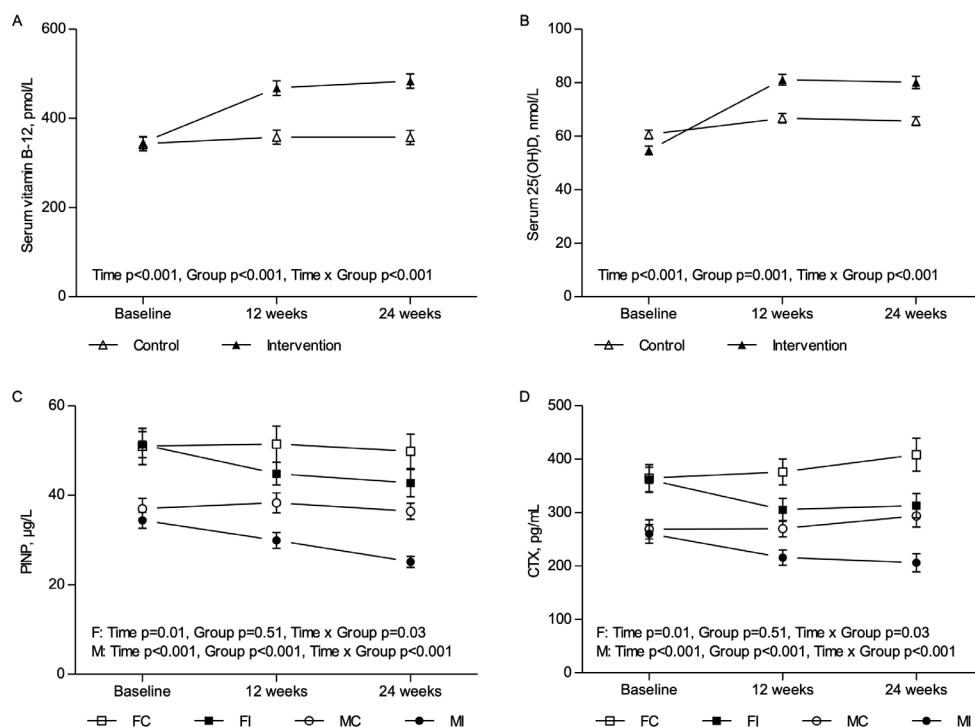 A
Serum vitamin B-12, pmol/L
600
400
200
0
Time p<0.001, Group p<0.001, Time x Group p<0.001
Baseline 12 weeks 24 weeks
Control Intervention
B
Serum 25(OH)D, nmol/L
100
80
60
40
20
0
Time p<0.001, Group p=0.001, Time x Group p<0.001
Baseline 12 weeks 24 weeks
Control Intervention
C
PINP, µg/L
60
40
20
0
F: Time p=0.01, Group p=0.51, Time x Group p=0.03
M: Time p<0.001, Group p<0.001, Time x Group p<0.001
Baseline 12 weeks 24 weeks
FC FI MC MI
D
CTX, pg/mL
500
400
300
200
100
0
F: Time p=0.01, Group p=0.51, Time x Group p=0.03
M: Time p<0.001, Group p<0.001, Time x Group p<0.001
Baseline 12 weeks 24 weeks
FC FI MC MI